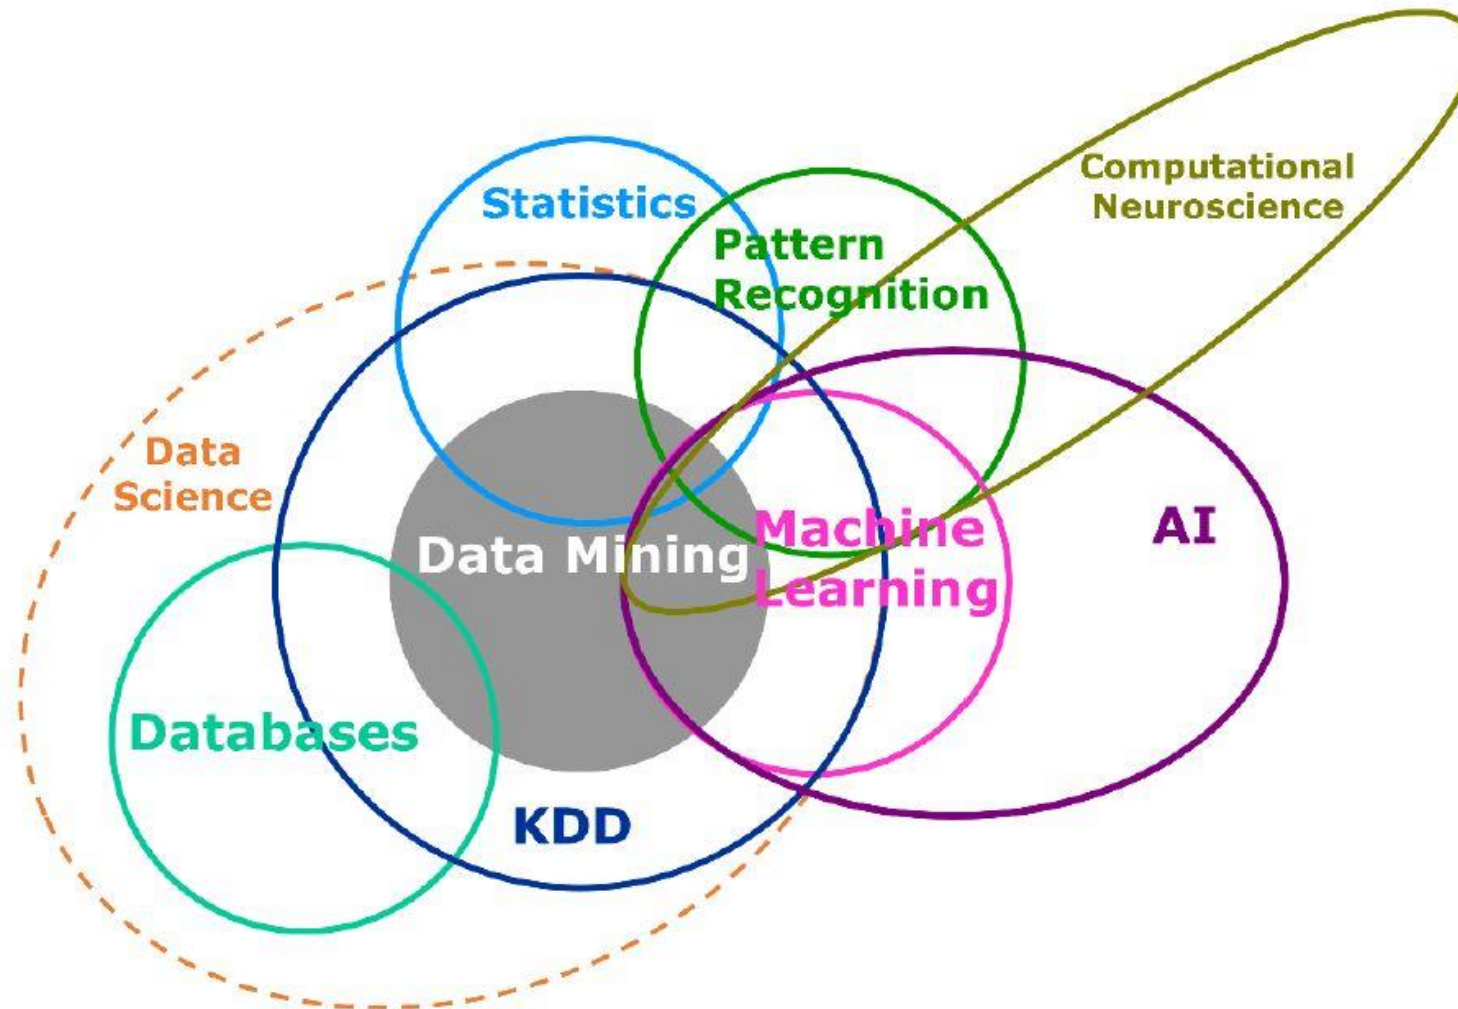 Computational
Neuroscience
Statistics
Pattern
Recognition
Data
Science
AI
Machine
Learning
Data Mining
Databases
KDD